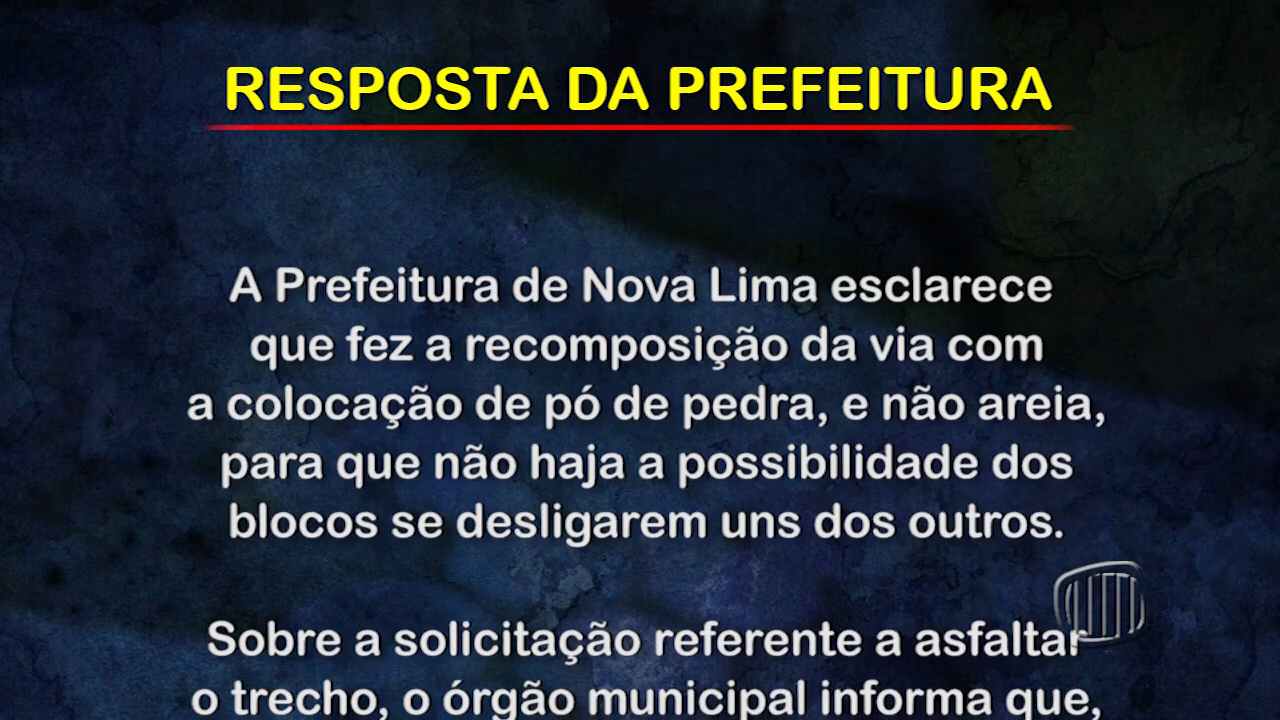 RESPOSTA DA PREFEITURA
A Prefeitura de Nova Lima esclarece
que fez a recomposição da via com
a colocação de pó de pedra, e não areia,
para que não haja a possibilidade dos
blocos se desligarem uns dos outros.
Sobre a solicitação referente a asfaltar
o trecho, o órgão municipal informa que,